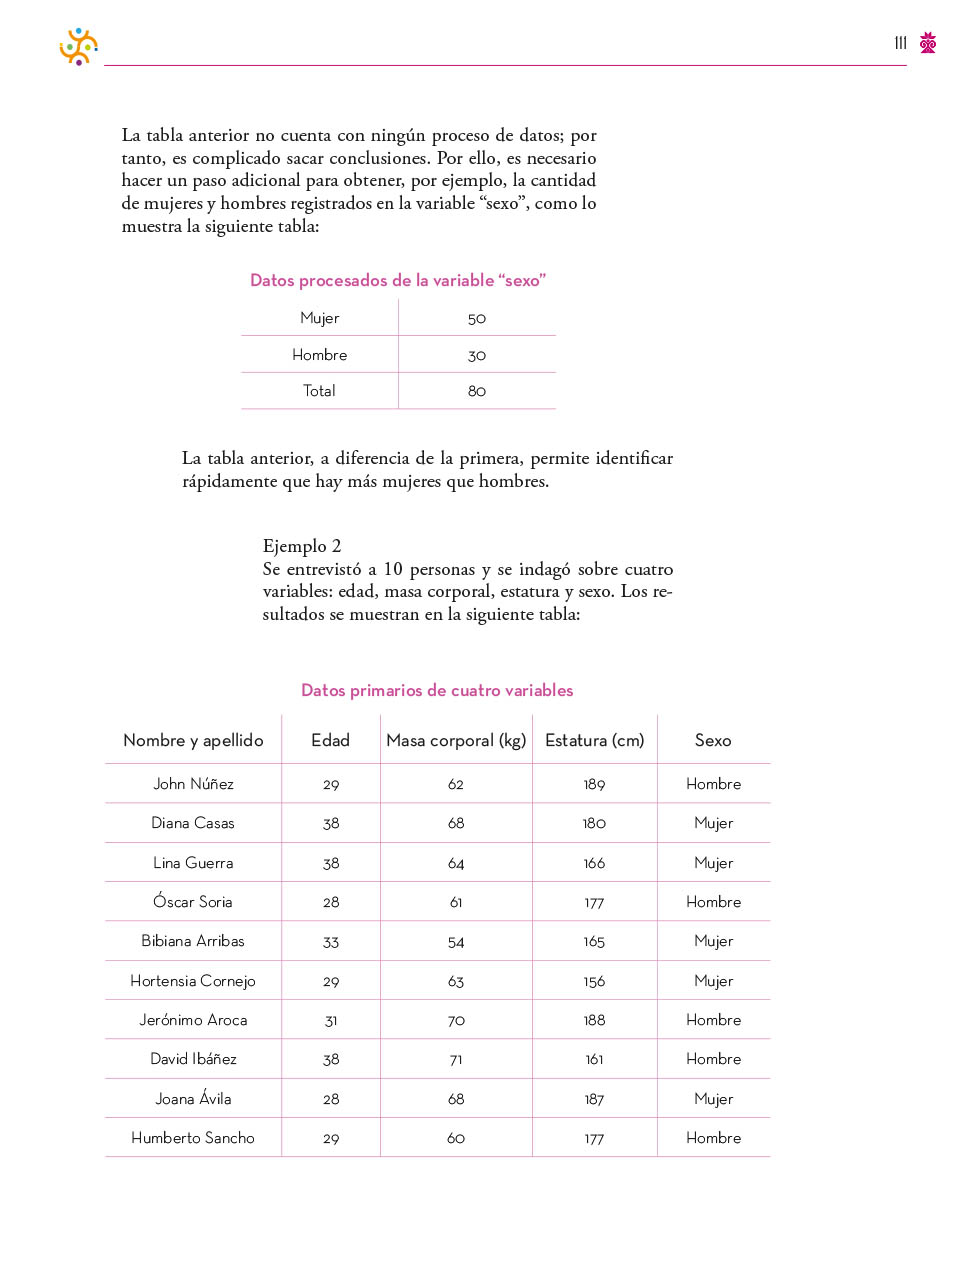 111
La tabla anterior no cuenta con ningún proceso de datos; por
tanto, es complicado sacar conclusiones. Por ello, es necesario
hacer un paso adicional para obtener, por ejemplo, la cantidad
de mujeres y hombres registrados en la variable “sexo”, como lo
muestra la siguiente tabla:
Datos procesados de la variable “sexo”
Mujer 50
Hombre 30
Total 80
La tabla anterior, a diferencia de la primera, permite identificar
rápidamente que hay más mujeres que hombres.
Ejemplo 2
Se entrevistó a 10 personas y se indagó sobre cuatro
variables: edad, masa corporal, estatura y sexo. Los re-
sultados se muestran en la siguiente tabla:
Datos primarios de cuatro variables
Nombre y apellido Edad Masa corporal (kg) Estatura (cm) Sexo
John Núñez 29 62 189 Hombre
Diana Casas 38 68 180 Mujer
Lina Guerra 38 64 166 Mujer
Óscar Soria 28 61 177 Hombre
Bibiana Arribas 33 54 165 Mujer
Hortensia Cornejo 29 63 156 Mujer
Jerónimo Aroca 31 70 188 Hombre
David Ibáñez 38 71 161 Hombre
Joana Ávila 28 68 187 Mujer
Humberto Sancho 29 60 177 Hombre